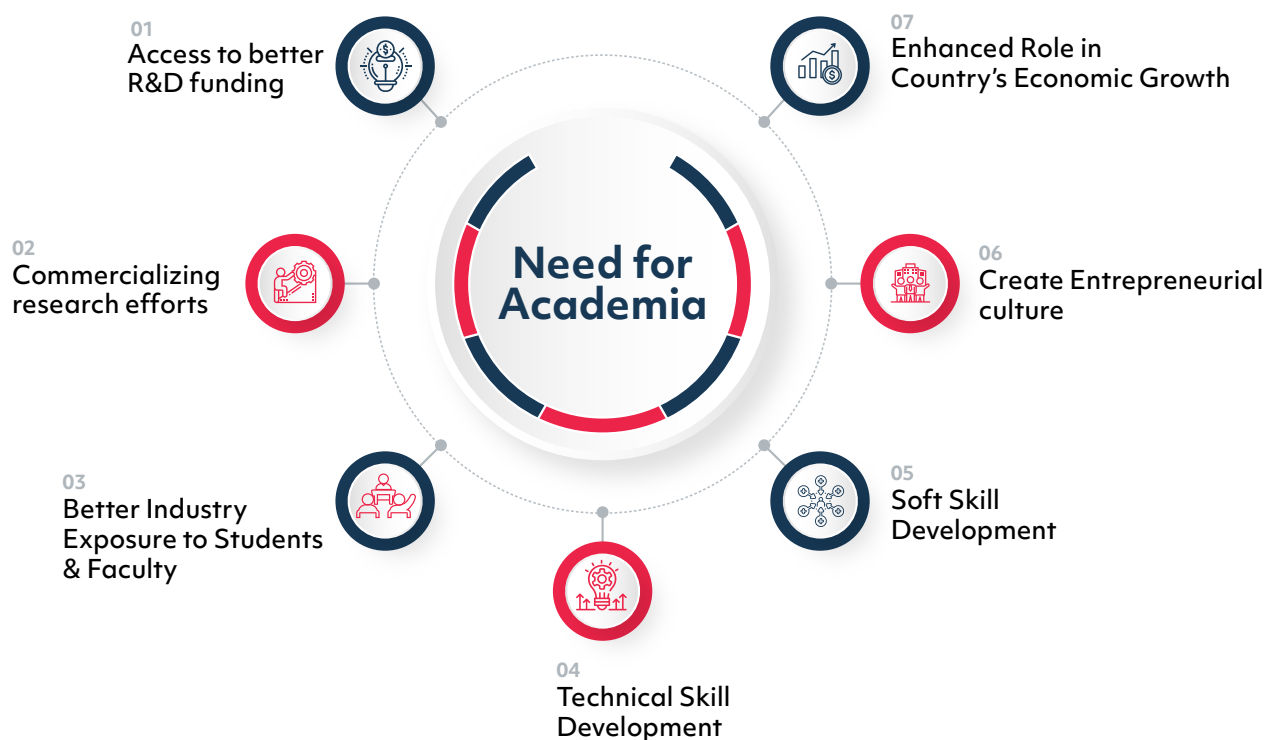 01
Access to better
R&D funding
02
Commercializing
research efforts
03
Better Industry
Exposure to Students
& Faculty
04
Technical Skill
Development
05
Soft Skill
Development
06
Create Entrepreneurial
culture
07
Enhanced Role in
Country's Economic Growth
Need for
Academia